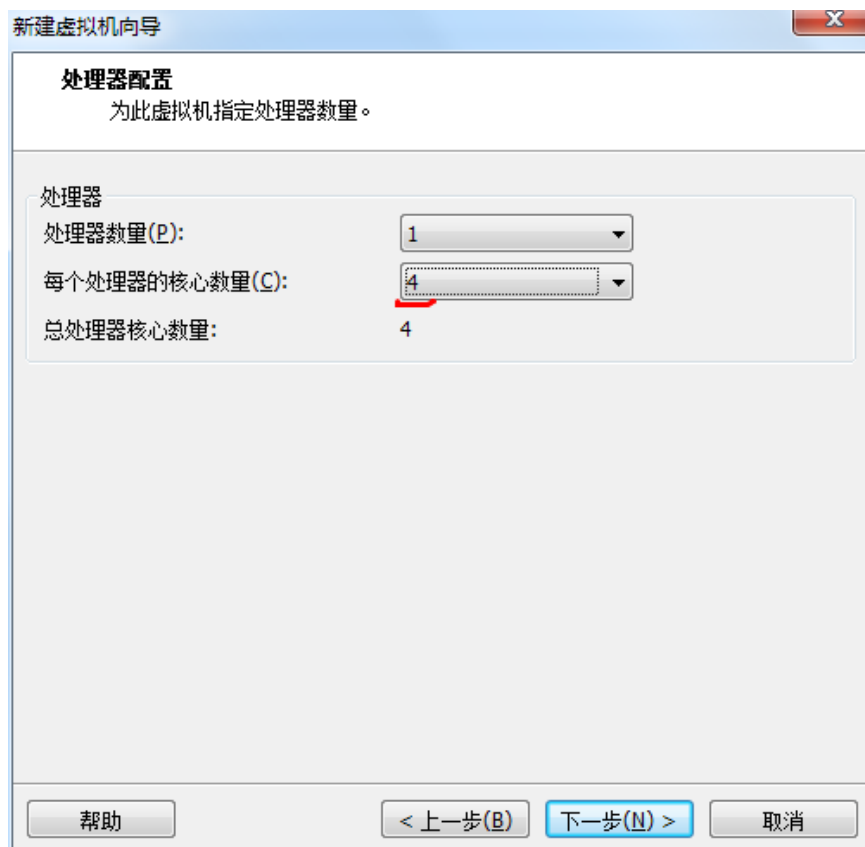 新建虚拟机向导
处理器配置
为此虚拟机指定处理器数量。
处理器
处理器数量(P): 1
每个处理器的核心数量(C): 4
总处理器核心数量: 4
帮助 < 上一步(B) 下一步(N) > 取消